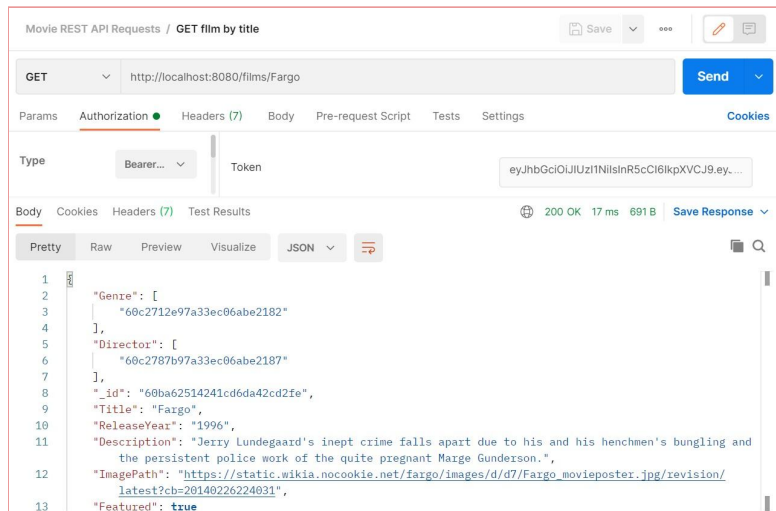 Movie REST API Requests / GET film by title
Save
GET
http://localhost:8080/films/Fargo
Send
Params Authorization Headers (7) Body Pre-request Script Tests Settings Cookies
Type
Bearer...
Token
eyJhbGciOiJIUzI1NiIsInR5cCI6IkpXVCJ9.ey...
Body Cookies Headers (7) Test Results
200 OK 17 ms 691 B Save Response
Pretty Raw Preview Visualize JSON
1 {
2 "Genre": [
3 "60c2712e97a33ec06abe2182"
4 ],
5 "Director": [
6 "60c2787b97a33ec06abe2187"
7 ],
8 "_id": "60ba62514241cd6da42cd2fe",
9 "Title": "Fargo",
10 "ReleaseYear": "1996",
11 "Description": "Jerry Lundegaard's inept crime falls apart due to his and his henchmen's bungling and
the persistent police work of the quite pregnant Marge Gunderson.",
12 "ImagePath": "https://static.wikia.nocookie.net/fargo/images/d/d7/Fargo_movieposter.jpg/revision/
latest?cb=20140226224031",
13 "Featured": true